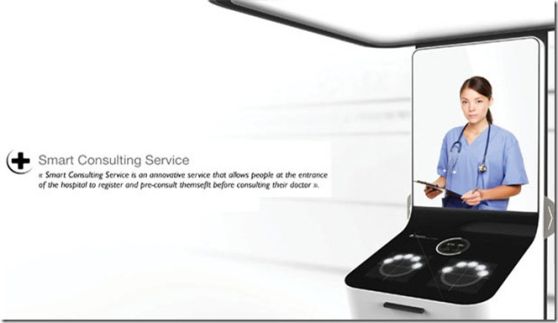 Smart Consulting Service
« Smart Consulting Service is an annovative service that allows people at the entrance
of the hospital to register and pre-consult themseflt before consulting their doctor ».